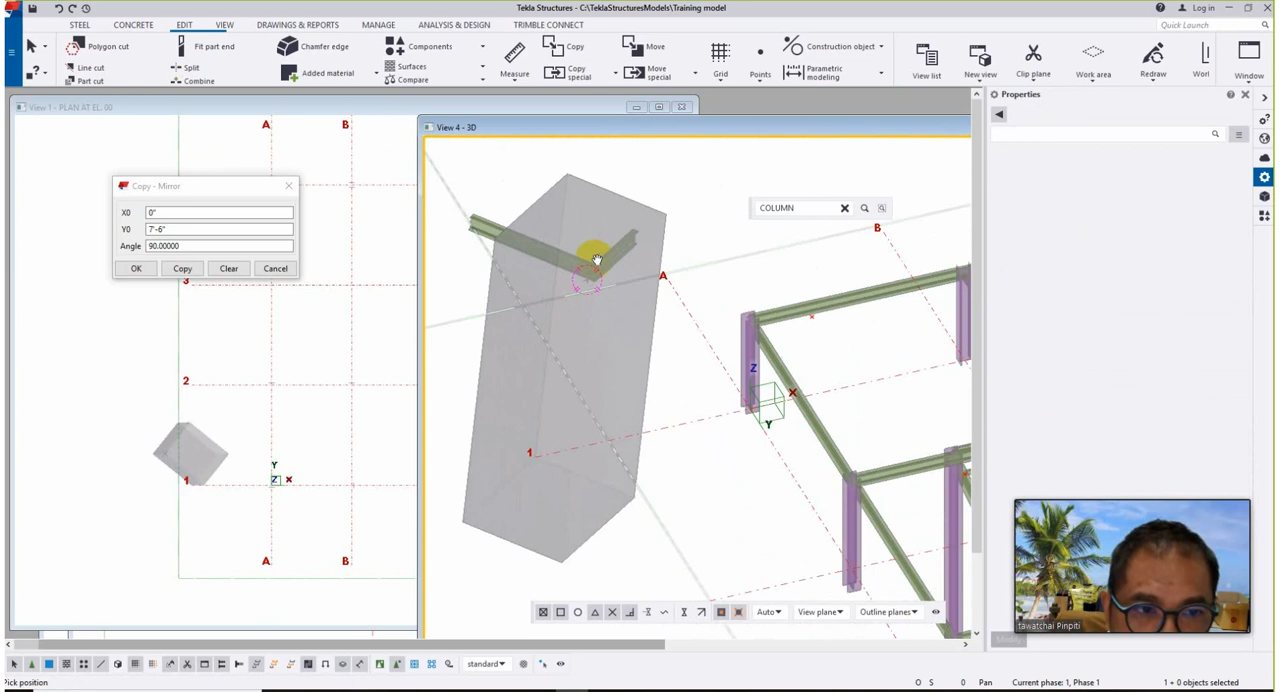 Tekla Structures - C:\TeklaStructuresModels\Training model
Log in
STEEL CONCRETE EDIT VIEW DRAWINGS & REPORTS MANAGE ANALYSIS & DESIGN TRIMBLE CONNECT
Quick Launch
Polygon cut
Line cut
Part cut
Fit part end
Split
Combine
Chamfer edge
Added material
Components
Surfaces
Compare
Measure
Copy
Copy special
Move
Move special
Grid
Points
Construction object
Parametric modeling
View list
New view
Clip plane
Work area
Redraw
Worl
Window
View 1 - PLAN AT EL. 00
View 4 - 3D
Properties
A B
Copy - Mirror
X0 0"
Y0 7'-6"
Angle 90.00000
OK Copy Clear Cancel
3
2
1
Y
Z X
A B
COLUMN
B
A
Z
X
Y
1
Auto View plane Outline planes
tawatchai Pinpiti
Modify
standard
Pick position
O S 0 Pan Current phase: 1, Phase 1 1 + 0 objects selected